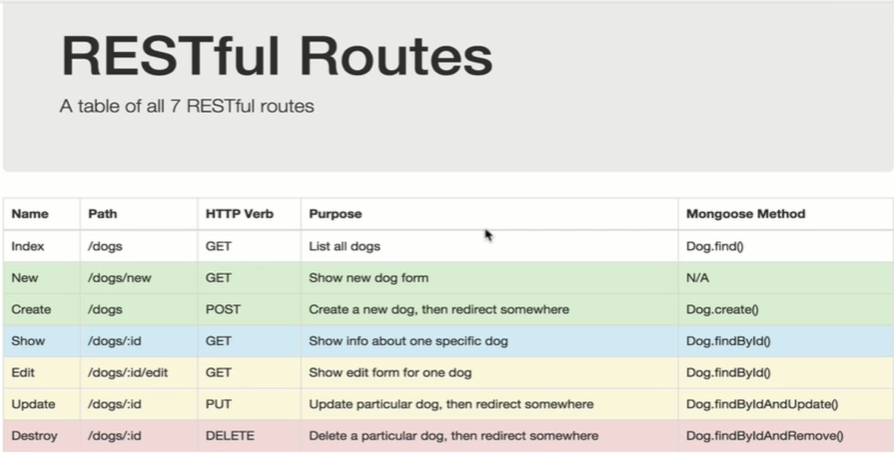 RESTful Routes
A table of all 7 RESTful routes
Name Path HTTP Verb Purpose Mongoose Method
Index /dogs GET List all dogs Dog.find()
New /dogs/new GET Show new dog form N/A
Create /dogs POST Create a new dog, then redirect somewhere Dog.create()
Show /dogs/:id GET Show info about one specific dog Dog.findById()
Edit /dogs/:id/edit GET Show edit form for one dog Dog.findById()
Update /dogs/:id PUT Update particular dog, then redirect somewhere Dog.findByIdAndUpdate()
Destroy /dogs/:id DELETE Delete a particular dog, then redirect somewhere Dog.findByIdAndRemove()